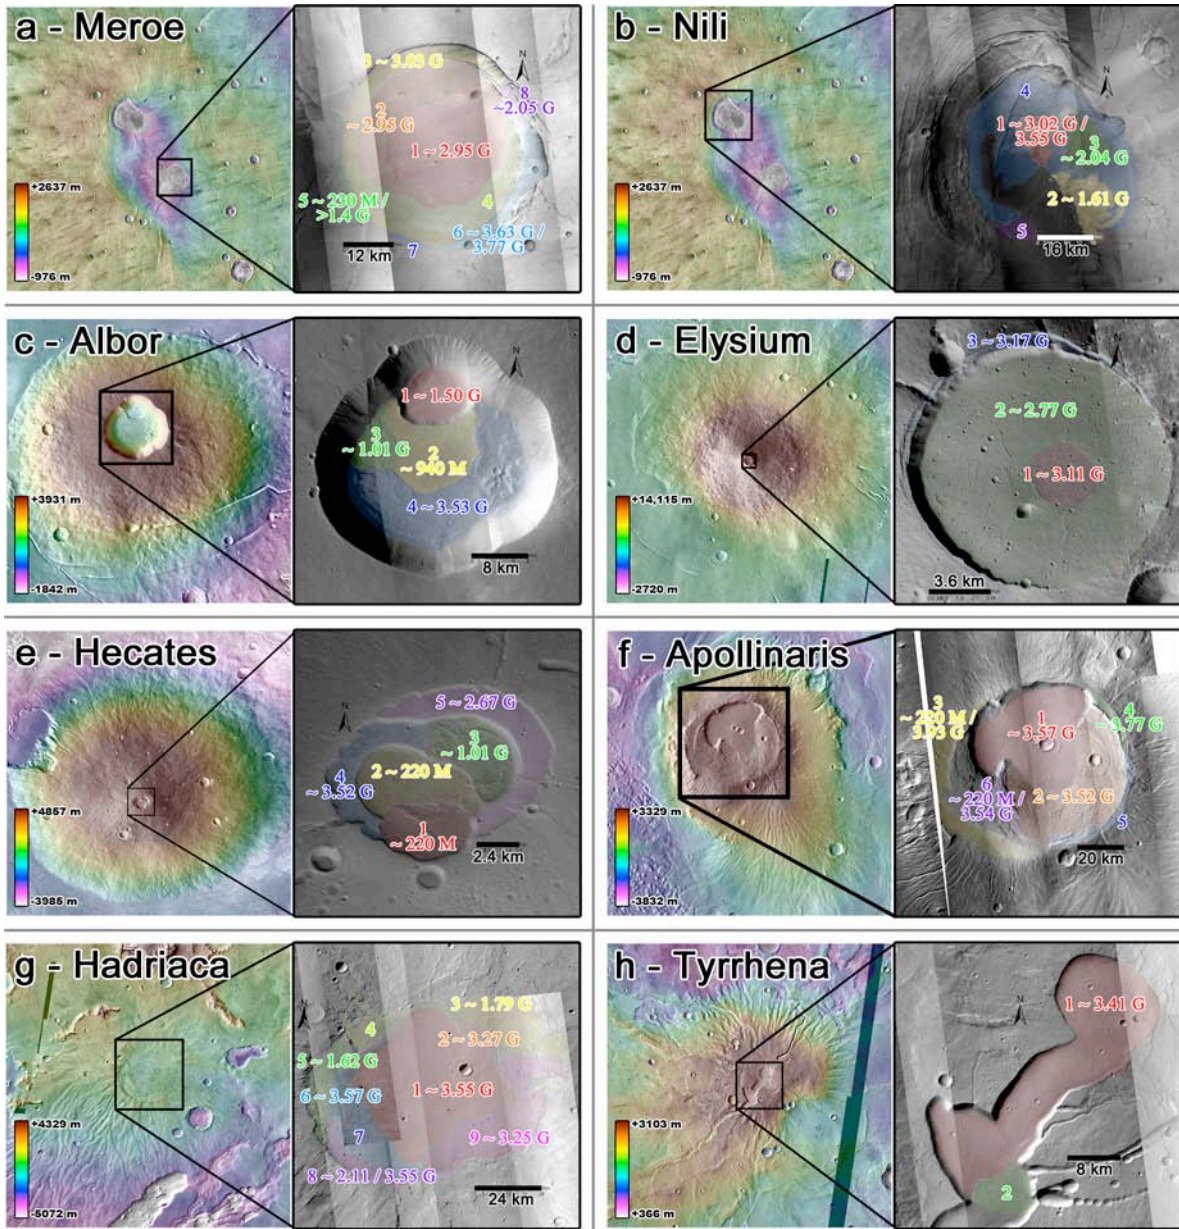 a - Meroe
3 ~ 3.03 G
N
8
~2.05 G
2
~ 2.95 G
1 ~ 2.95 G
+2637 m
5 ~ 230 M /
>1.4 G
4
6 ~ 3.63 G /
3.77 G
7
12 km
-976 m
b - Nili
N
4
1 ~ 3.02 G /
3.55 G
3
~ 2.04 G
+2637 m
2 ~ 1.61 G
5
16 km
-976 m
c - Albor
N
1 ~ 1.50 G
3
~ 1.01 G
2
~ 940 M
+3931 m
4 ~ 3.53 G
8 km
-1842 m
d - Elysium
3 ~ 3.17 G
N
2 ~ 2.77 G
1 ~ 3.11 G
+14,115 m
3.6 km
-2720 m
e - Hecates
5 ~ 2.67 G
N
3
~ 1.01 G
2 ~ 220 M
4
~ 3.52 G
+4857 m
1
~ 220 M
2.4 km
-3985 m
f - Apollinaris
N
3
~ 220 M /
3.93 G
1
~ 3.57 G
4
~ 3.77 G
6
~ 220 M /
3.54 G
2 ~ 3.52 G
5
+3329 m
20 km
-3832 m
g - Hadriaca
3 ~ 1.79 G
N
4
2 ~ 3.27 G
5 ~ 1.62 G
1 ~ 3.55 G
6 ~ 3.57 G
7
9 ~ 3.25 G
8 ~ 2.11 / 3.55 G
+4329 m
24 km
-5072 m
h - Tyrrhena
1 ~ 3.41 G
N
+3103 m
8 km
2
+366 m